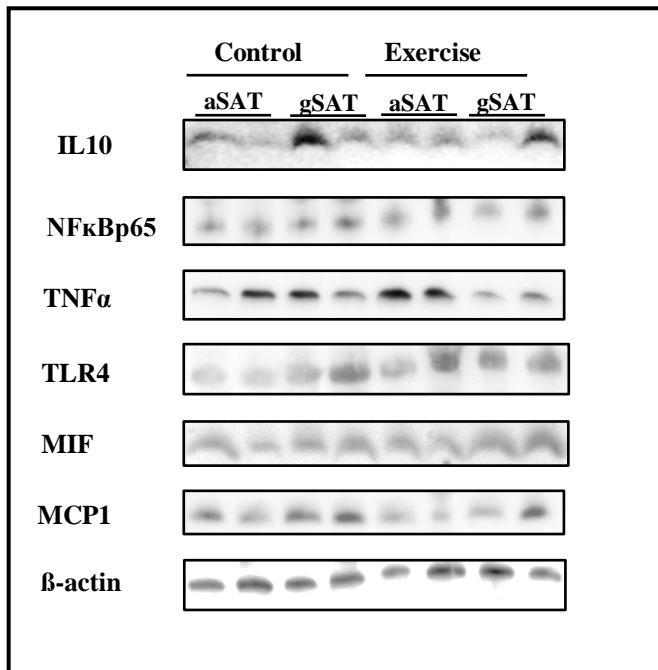 Control Exercise
aSAT gSAT aSAT gSAT
IL10
NFκBp65
TNFα
TLR4
MIF
MCP1
ß-actin